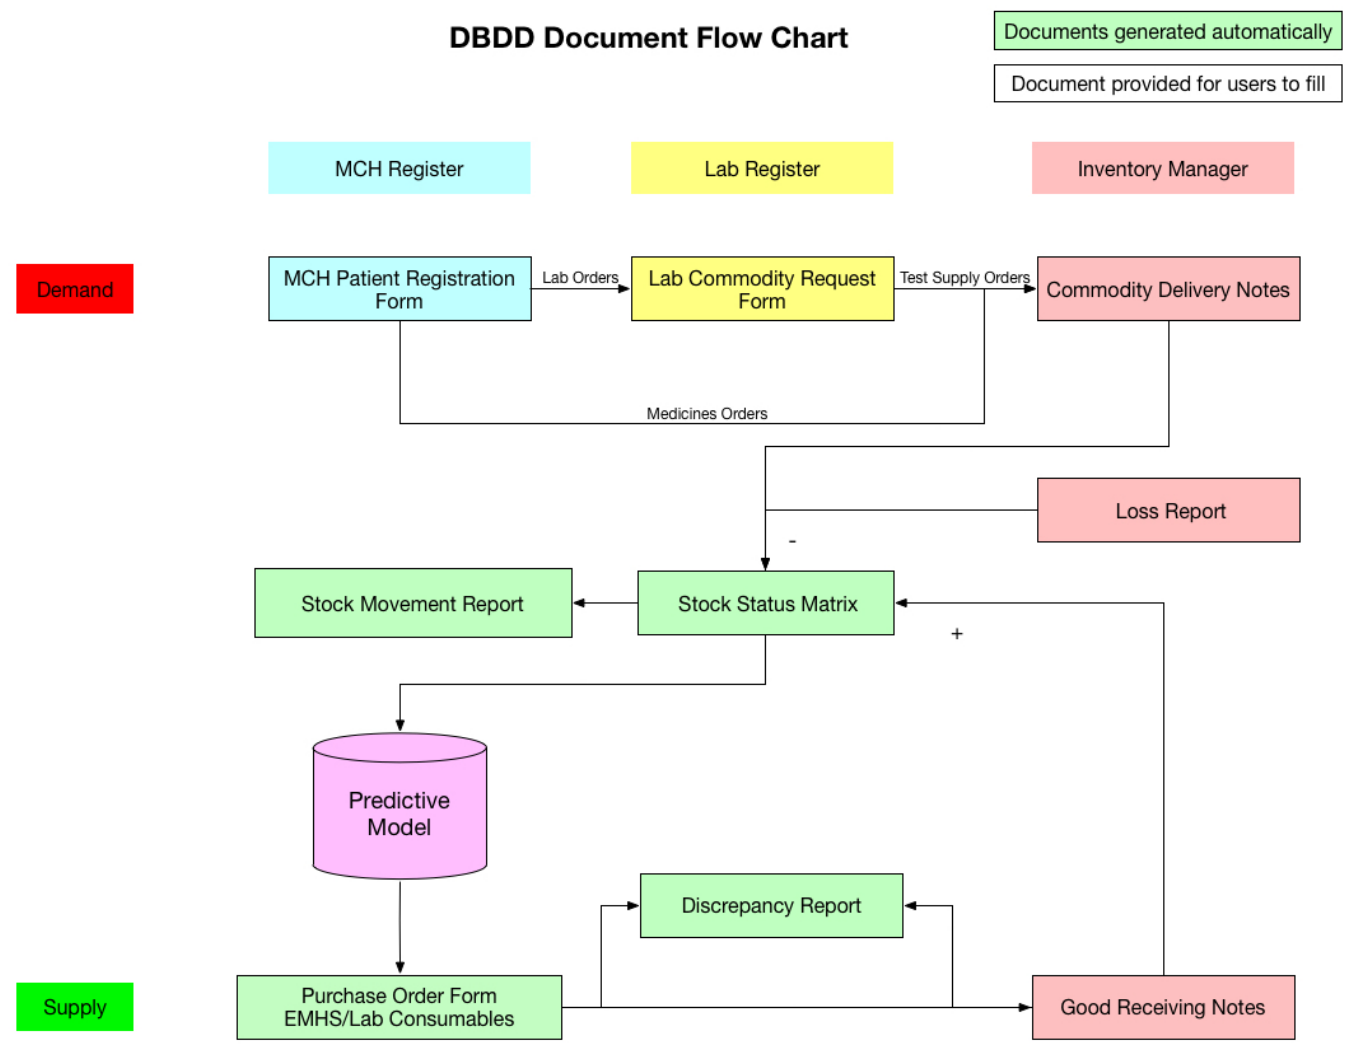 DBDD Document Flow Chart
Documents generated automatically
Document provided for users to fill
MCH Register
Lab Register
Inventory Manager
Demand
MCH Patient Registration
Form
Lab Orders
Lab Commodity Request
Form
Test Supply Orders
Commodity Delivery Notes
Medicines Orders
Loss Report
-
Stock Movement Report
Stock Status Matrix
+
Predictive
Model
Discrepancy Report
Supply
Purchase Order Form
EMHS/Lab Consumables
Good Receiving Notes